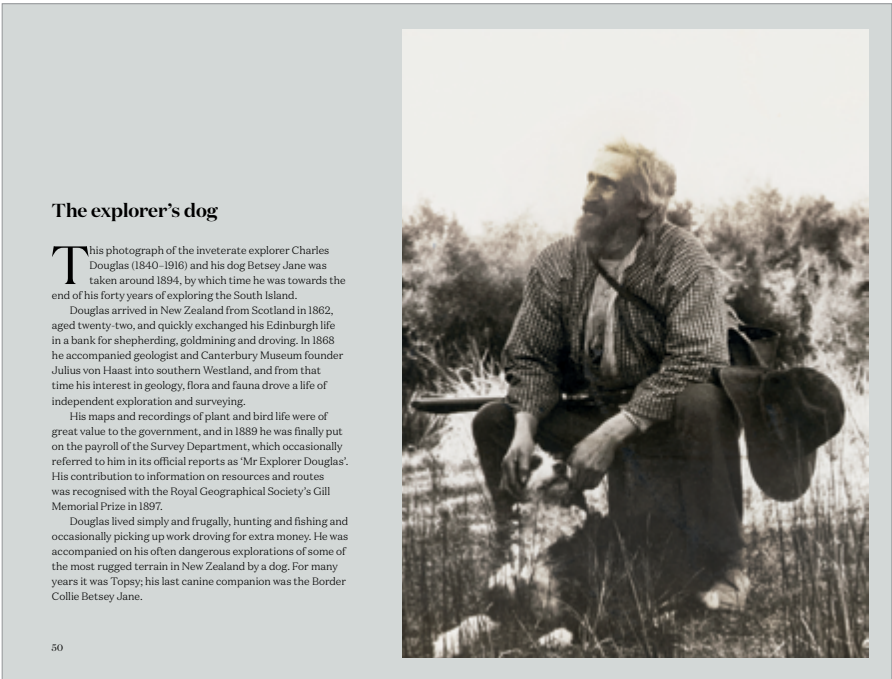 The explorer's dog
This photograph of the inveterate explorer Charles
Douglas (1840–1916) and his dog Betsey Jane was
taken around 1894, by which time he was towards the
end of his forty years of exploring the South Island.
Douglas arrived in New Zealand from Scotland in 1862,
aged twenty-two, and quickly exchanged his Edinburgh life
in a bank for shepherding, goldmining and droving. In 1868
he accompanied geologist and Canterbury Museum founder
Julius von Haast into southern Westland, and from that
time his interest in geology, flora and fauna drove a life of
independent exploration and surveying.
His maps and recordings of plant and bird life were of
great value to the government, and in 1889 he was finally put
on the payroll of the Survey Department, which occasionally
referred to him in its official reports as ‘Mr Explorer Douglas’.
His contribution to information on resources and routes
was recognised with the Royal Geographical Society's Gill
Memorial Prize in 1897.
Douglas lived simply and frugally, hunting and fishing and
occasionally picking up work droving for extra money. He was
accompanied on his often dangerous explorations of some of
the most rugged terrain in New Zealand by a dog. For many
years it was Topsy; his last canine companion was the Border
Collie Betsey Jane.
50